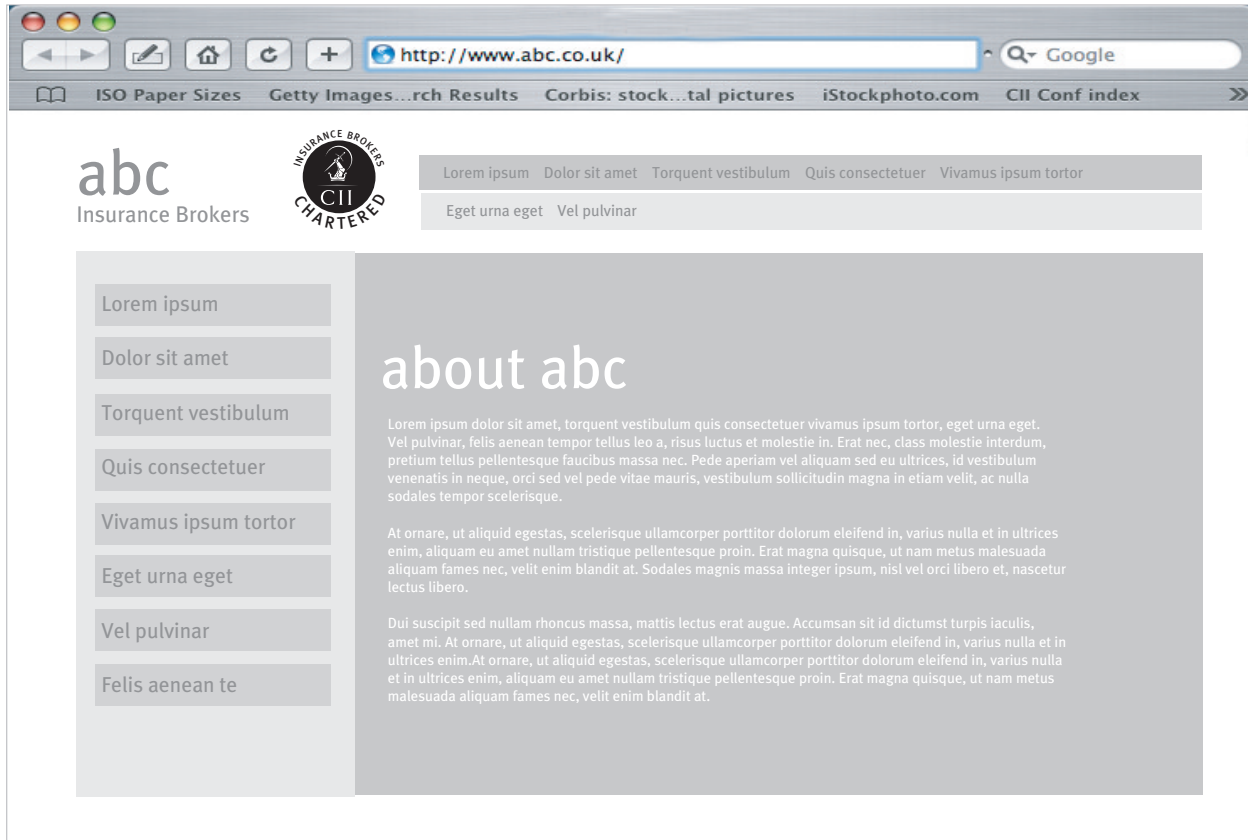 http://www.abc.co.uk/
Google
ISO Paper Sizes Getty Images...rch Results Corbis: stock...tal pictures iStockphoto.com CII Conf index
abc
Insurance Brokers
INSURANCE BROKERS
CII
CHARTERED
Lorem ipsum Dolor sit amet Torquent vestibulum Quis consectetuer Vivamus ipsum tortor
Eget urna eget Vel pulvinar
Lorem ipsum
Dolor sit amet
Torquent vestibulum
Quis consectetuer
Vivamus ipsum tortor
Eget urna eget
Vel pulvinar
Felis aenean te
about abc
Lorem ipsum dolor sit amet, torquent vestibulum quis consectetuer vivamus ipsum tortor, eget urna eget.
Vel pulvinar, felis aenean tempor tellus leo a, risus luctus et molestie in. Erat nec, class molestie interdum,
pretium tellus pellentesque faucibus massa nec. Pede aperiam vel aliquam sed eu ultrices, id vestibulum
venenatis in neque, orci sed vel pede vitae mauris, vestibulum sollicitudin magna in etiam velit, ac nulla
sodales tempor scelerisque.
At ornare, ut aliquid egestas, scelerisque ullamcorper porttitor dolorum eleifend in, varius nulla et in ultrices
enim, aliquam eu amet nullam tristique pellentesque proin. Erat magna quisque, ut nam metus malesuada
aliquam fames nec, velit enim blandit at. Sodales magnis massa integer ipsum, nisl vel orci libero et, nascetur
lectus libero.
Dui suscipit sed nullam rhoncus massa, mattis lectus erat augue. Accumsan sit id dictumst turpis iaculis,
amet mi. At ornare, ut aliquid egestas, scelerisque ullamcorper porttitor dolorum eleifend in, varius nulla et in
ultrices enim.At ornare, ut aliquid egestas, scelerisque ullamcorper porttitor dolorum eleifend in, varius nulla
et in ultrices enim, aliquam eu amet nullam tristique pellentesque proin. Erat magna quisque, ut nam metus
malesuada aliquam fames nec, velit enim blandit at.